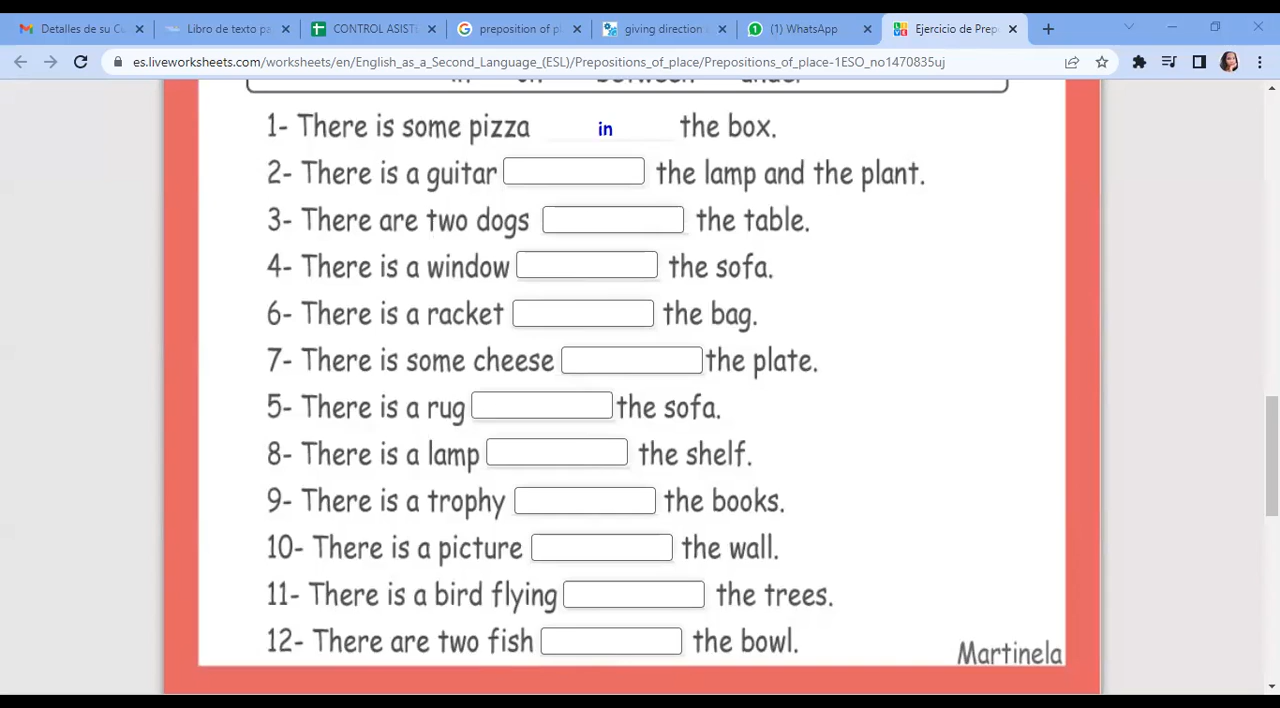 Detalles de su C
Libro de texto pa
CONTROL ASIST
preposition of pl
giving direction
(1) WhatsApp
Ejercicio de Prep
es.liveworksheets.com/worksheets/en/English_as_a_Second_Language_(ESL)/Prepositions_of_place/Prepositions_of_place-1ESO_no1470835uj
in on between under
1- There is some pizza in the box.
2- There is a guitar the lamp and the plant.
3- There are two dogs the table.
4- There is a window the sofa.
6- There is a racket the bag.
7- There is some cheese the plate.
5- There is a rug the sofa.
8- There is a lamp the shelf.
9- There is a trophy the books.
10- There is a picture the wall.
11- There is a bird flying the trees.
12- There are two fish the bowl.
Martinela